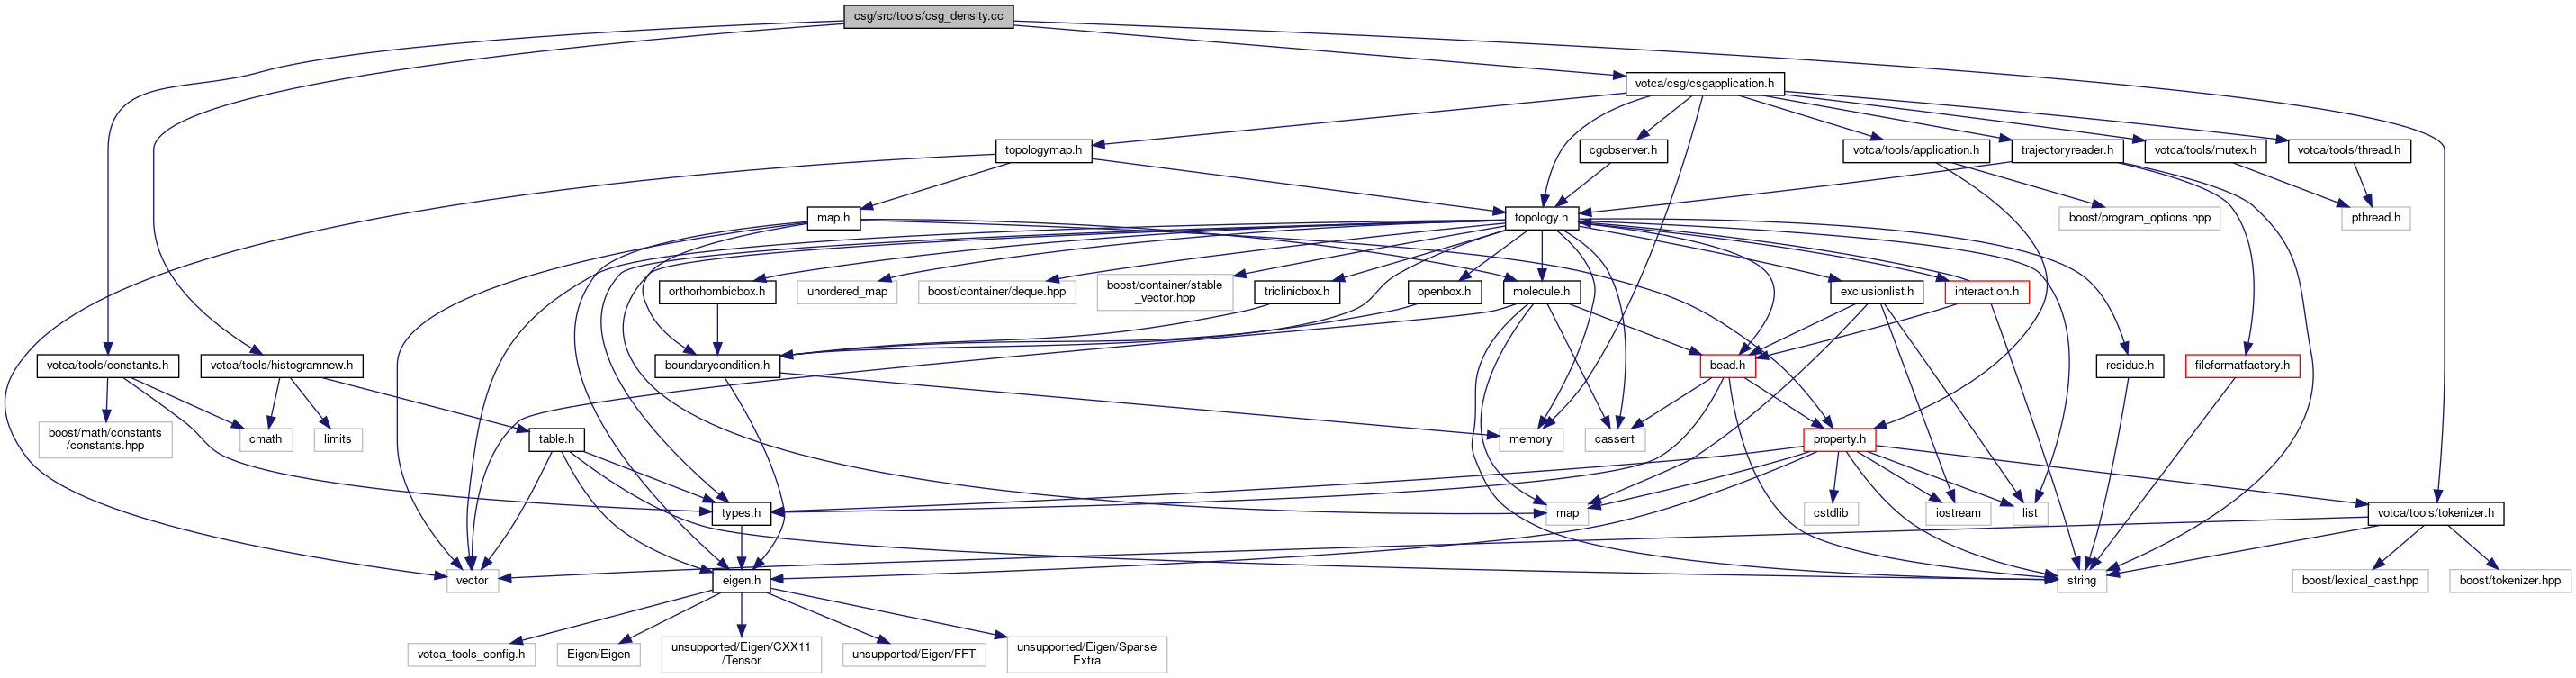 csg/src/tools/csg_density.cc
votca/csg/csgapplication.h
topologymap.h
cgobserver.h
votca/tools/application.h
trajectoryreader.h
votca/tools/mutex.h
votca/tools/thread.h
map.h
topology.h
boost/program_options.hpp
pthread.h
orthorhombicbox.h
unordered_map
boost/container/deque.hpp
boost/container/stable
_vector.hpp
triclinicbox.h
openbox.h
molecule.h
exclusionlist.h
interaction.h
votca/tools/constants.h
votca/tools/histogramnew.h
boundarycondition.h
bead.h
residue.h
fileformatfactory.h
boost/math/constants
/constants.hpp
cmath
limits
table.h
memory
cassert
property.h
types.h
map
cstdlib
iostream
list
votca/tools/tokenizer.h
vector
eigen.h
string
boost/lexical_cast.hpp
boost/tokenizer.hpp
votca_tools_config.h
Eigen/Eigen
unsupported/Eigen/CXX11
/Tensor
unsupported/Eigen/FFT
unsupported/Eigen/Sparse
Extra